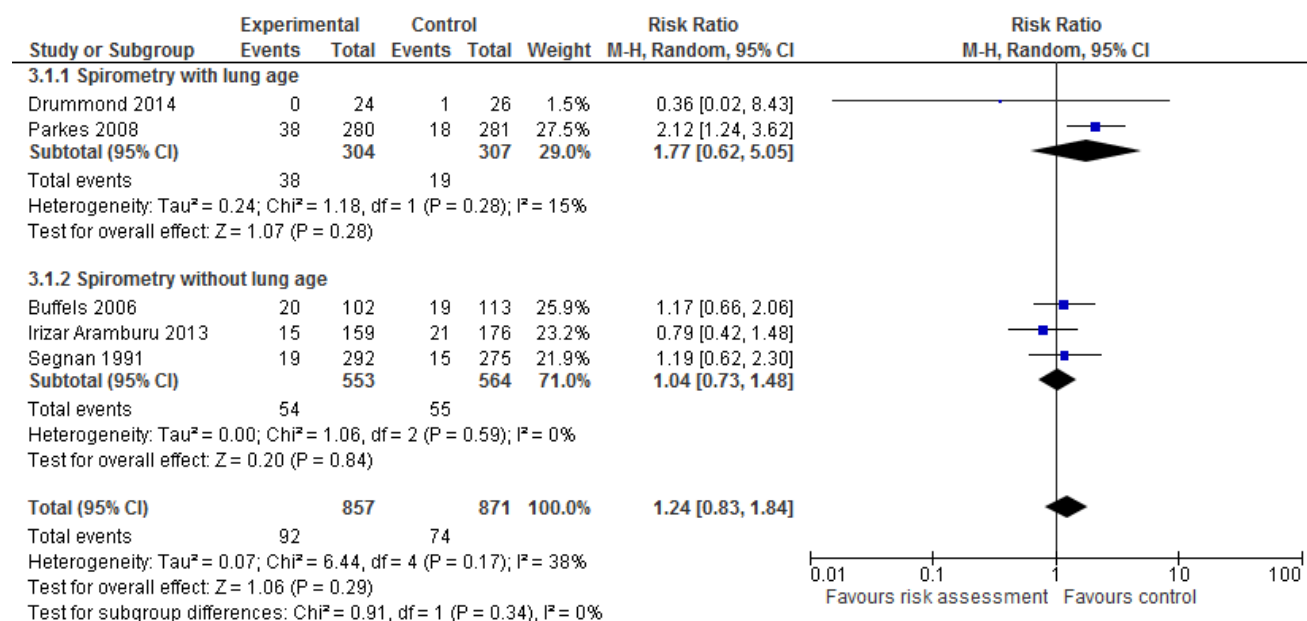 Experimental Control Risk Ratio Risk Ratio
Study or Subgroup Events Total Events Total Weight M-H, Random, 95% CI M-H, Random, 95% CI
3.1.1 Spirometry with lung age
Drummond 2014 0 24 1 26 1.5% 0.36 [0.02, 8.43]
Parkes 2008 38 280 18 281 27.5% 2.12 [1.24, 3.62]
Subtotal (95% CI) 304 307 29.0% 1.77 [0.62, 5.05]
Total events 38 19
Heterogeneity: Tau² = 0.24; Chi² = 1.18, df = 1 (P = 0.28); I² = 15%
Test for overall effect: Z = 1.07 (P = 0.28)
3.1.2 Spirometry without lung age
Buffels 2006 20 102 19 113 25.9% 1.17 [0.66, 2.06]
Irizar Aramburu 2013 15 159 21 176 23.2% 0.79 [0.42, 1.48]
Segnan 1991 19 292 15 275 21.9% 1.19 [0.62, 2.30]
Subtotal (95% CI) 553 564 71.0% 1.04 [0.73, 1.48]
Total events 54 55
Heterogeneity: Tau² = 0.00; Chi² = 1.06, df = 2 (P = 0.59); I² = 0%
Test for overall effect: Z = 0.20 (P = 0.84)
Total (95% CI) 857 871 100.0% 1.24 [0.83, 1.84]
Total events 92 74
Heterogeneity: Tau² = 0.07; Chi² = 6.44, df = 4 (P = 0.17); I² = 38%
Test for overall effect: Z = 1.06 (P = 0.29)
Test for subgroup differences: Chi² = 0.91, df = 1 (P = 0.34), I² = 0%
0.01 0.1 1 10 100
Favours risk assessment Favours control